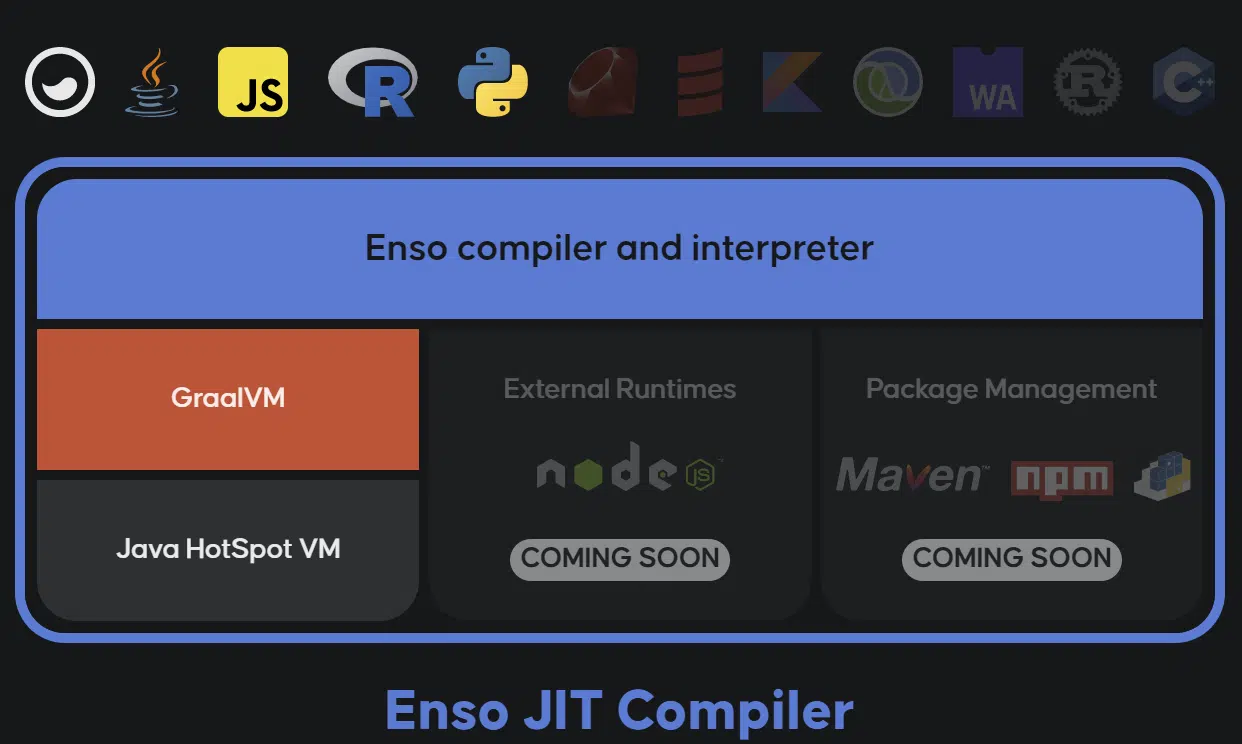 JS
R
WA
R
C++
Enso compiler and interpreter
GraalVM
External Runtimes
Package Management
node
JS
Maven™
npm
Java HotSpot VM
COMING SOON
COMING SOON
Enso JIT Compiler